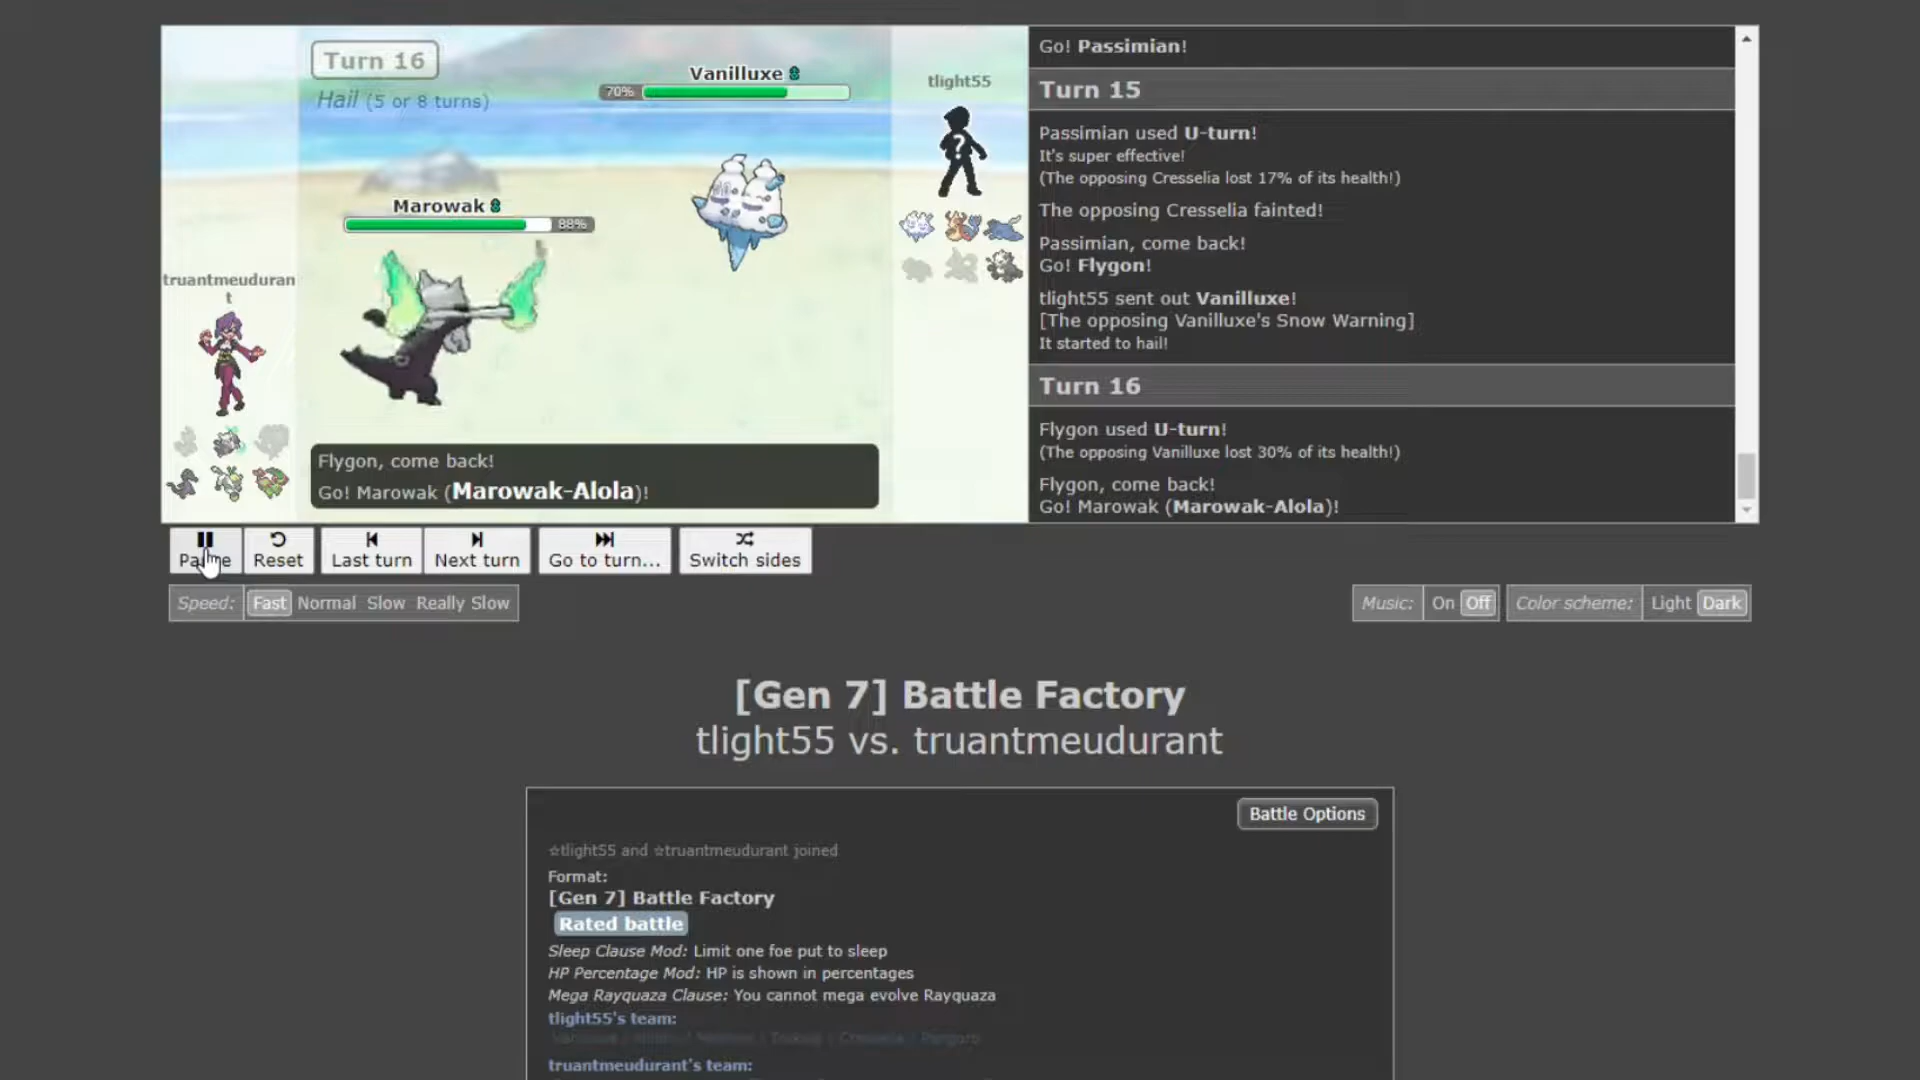 Turn 16
Hail (5 or 8 turns)
Vanilluxe
70%
Marowak
88%
truantmeuduran
t
tlight55
Flygon, come back!
Go! Marowak (Marowak-Alola)!
Go! Passimian!
Turn 15
Passimian used U-turn!
It's super effective!
(The opposing Cresselia lost 17% of its health!)
The opposing Cresselia fainted!
Passimian, come back!
Go! Flygon!
tlight55 sent out Vanilluxe!
[The opposing Vanilluxe's Snow Warning]
It started to hail!
Turn 16
Flygon used U-turn!
(The opposing Vanilluxe lost 30% of its health!)
Flygon, come back!
Go! Marowak (Marowak-Alola)!
Pause Reset Last turn Next turn Go to turn... Switch sides
Speed: Fast Normal Slow Really Slow
Music: On Off Color scheme: Light Dark
[Gen 7] Battle Factory
tlight55 vs. truantmeudurant
Battle Options
☆tlight55 and ☆truantmeudurant joined
Format:
[Gen 7] Battle Factory
Rated battle
Sleep Clause Mod: Limit one foe put to sleep
HP Percentage Mod: HP is shown in percentages
Mega Rayquaza Clause: You cannot mega evolve Rayquaza
tlight55's team:
Cresselia / Pangoro
truantmeudurant's team: